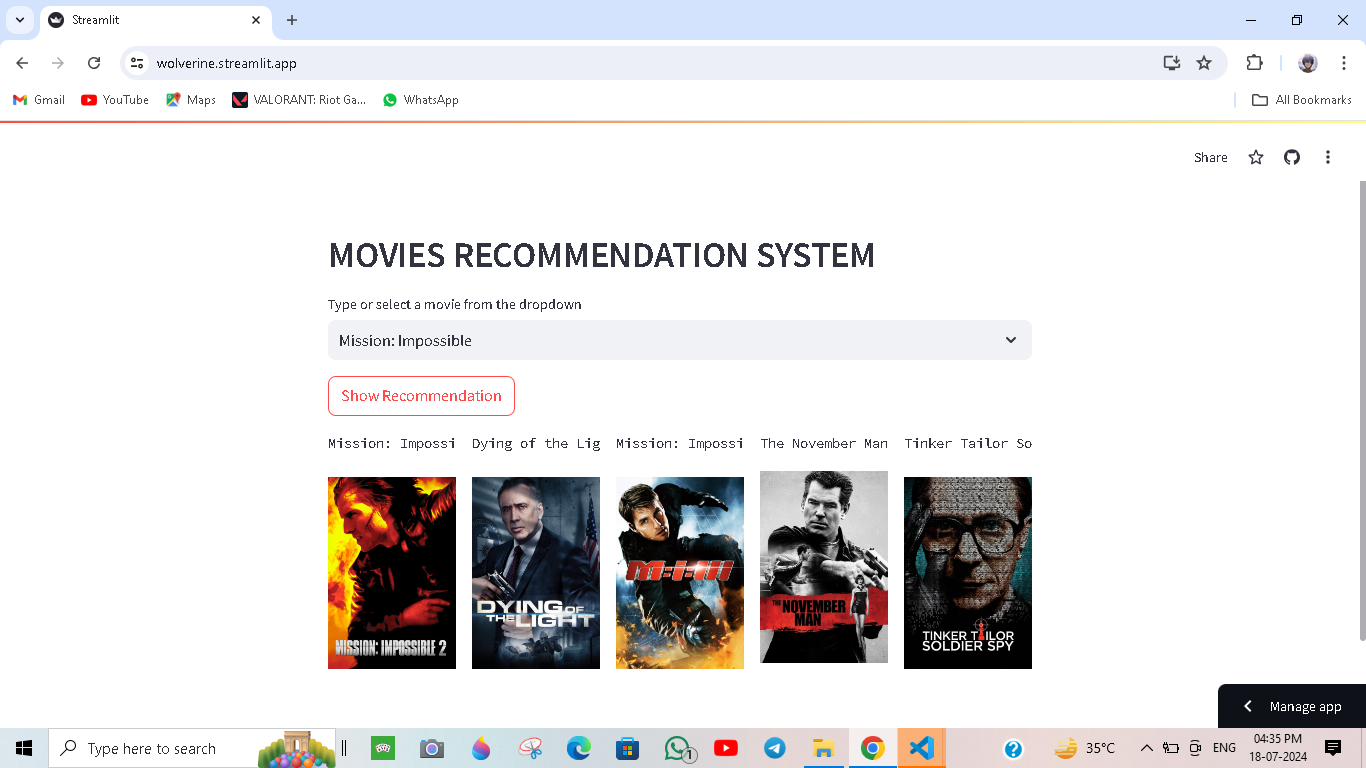 Streamlit
wolverine.streamlit.app
Gmail YouTube Maps VALORANT: Riot Ga... WhatsApp All Bookmarks
Share
MOVIES RECOMMENDATION SYSTEM
Type or select a movie from the dropdown
Mission: Impossible
Show Recommendation
Mission: Impossi Dying of the Lig Mission: Impossi The November Man Tinker Tailor So
MISSION: IMPOSSIBLE 2
DYING OF
THE LIGHT
M:i:III
THE NOVEMBER
MAN
TINKER TAILOR
SOLDIER SPY
Manage app
Type here to search 1 35°C ENG 04:35 PM
18-07-2024